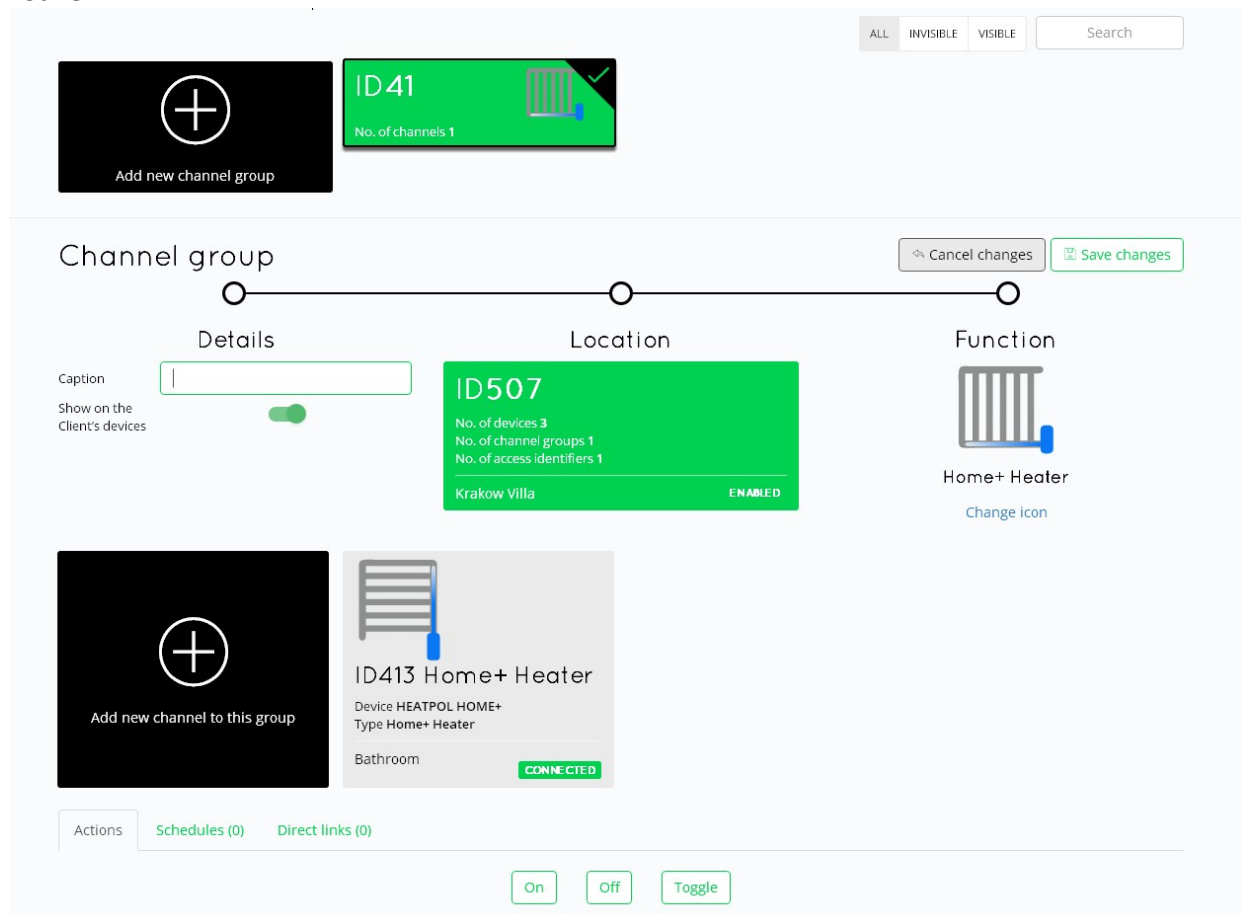 ALL INVISIBLE VISIBLE Search
ID41
No. of channels 1
Add new channel group
Channel group
Cancel changes Save changes
Details Location Function
Caption
Show on the
Client's devices
ID507
No. of devices 3
No. of channel groups 1
No. of access identifiers 1
Krakow Villa ENABLED
Home+ Heater
Change icon
Add new channel to this group
ID413 Home+ Heater
Device HEATPOL HOME+
Type Home+ Heater
Bathroom
CONNECTED
Actions Schedules (0) Direct links (0)
On Off Toggle